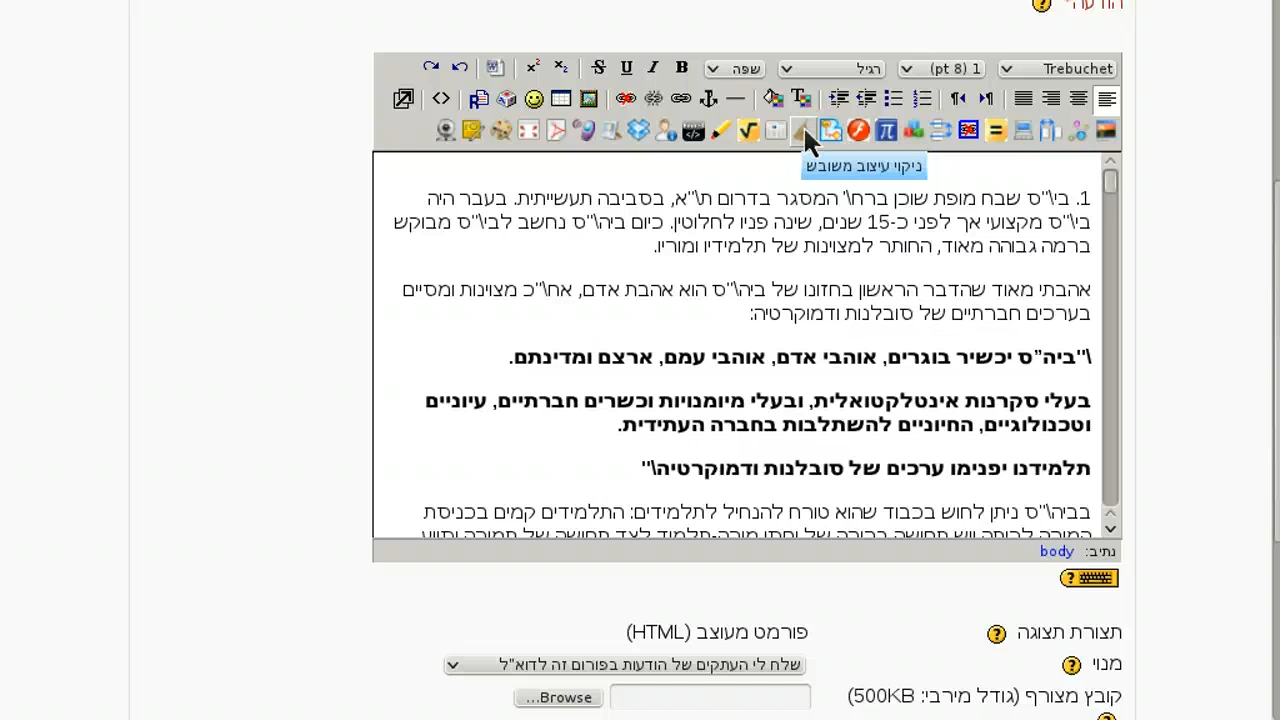 הודעה*
Trebuchet
1 (8 pt)
רגיל
שפה
B I U S
ניקוי עיצוב משובש
1. בי\"ס שבח מופת שוכן ברח\' המסגר בדרום ת\"א, בסביבה תעשייתית. בעבר היה
בי\"ס מקצועי אך לפני כ-15 שנים, שינה פניו לחלוטין. כיום ביה\"ס נחשב לבי\"ס מבוקש
ברמה גבוהה מאוד, החותר למצוינות של תלמידיו ומוריו.
אהבתי מאוד שהדבר הראשון בחזונו של ביה\"ס הוא אהבת אדם, אח\"כ מצוינות ומסיים
בערכים חברתיים של סובלנות ודמוקרטיה:
\"ביה”ס יכשיר בוגרים, אוהבי אדם, אוהבי עמם, ארצם ומדינתם.
בעלי סקרנות אינטלקטואלית, ובעלי מיומנויות וכשרים חברתיים, עיוניים
וטכנולוגיים, החיוניים להשתלבות בחברה העתידית.
תלמידנו יפנימו ערכים של סובלנות ודמוקרטיה\"
בביה\"ס ניתן לחוש בכבוד שהוא טורח להנחיל לתלמידים: התלמידים קמים בכניסת
נתיב: body
תצורת תצוגה
פורמט מעוצב (HTML)
מנוי
שלח לי העתקים של הודעות בפורום זה לדוא"ל
קובץ מצורף (גודל מירבי: 500KB)
Browse...